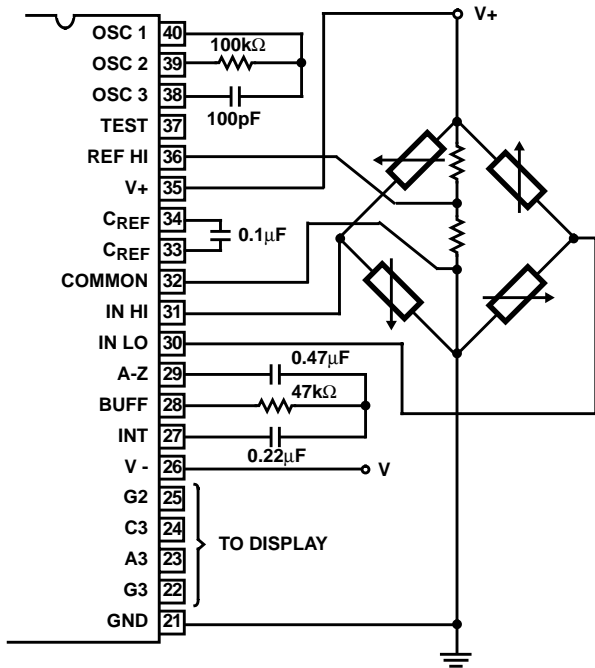 V+
OSC 1 40
100kΩ
OSC 2 39
OSC 3 38
100pF
TEST 37
REF HI 36
V+ 35
CREF 34
0.1µF
CREF 33
COMMON 32
IN HI 31
IN LO 30
0.47µF
A-Z 29
47kΩ
BUFF 28
INT 27
0.22µF
V - 26
V
G2 25
C3 24
TO DISPLAY
A3 23
G3 22
GND 21